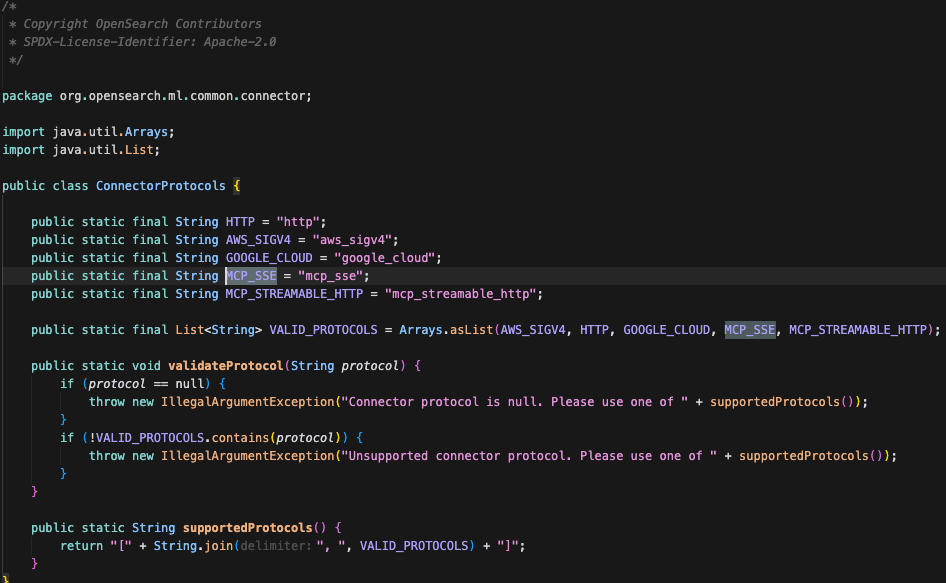 /*
 * Copyright OpenSearch Contributors
 * SPDX-License-Identifier: Apache-2.0
 */
package org.opensearch.ml.common.connector;
import java.util.Arrays;
import java.util.List;
public class ConnectorProtocols {
    public static final String HTTP = "http";
    public static final String AWS_SIGV4 = "aws_sigv4";
    public static final String GOOGLE_CLOUD = "google_cloud";
    public static final String MCP_SSE = "mcp_sse";
    public static final String MCP_STREAMABLE_HTTP = "mcp_streamable_http";
    public static final List<String> VALID_PROTOCOLS = Arrays.asList(AWS_SIGV4, HTTP, GOOGLE_CLOUD, MCP_SSE, MCP_STREAMABLE_HTTP);
    public static void validateProtocol(String protocol) {
        if (protocol == null) {
            throw new IllegalArgumentException("Connector protocol is null. Please use one of " + supportedProtocols());
        }
        if (!VALID_PROTOCOLS.contains(protocol)) {
            throw new IllegalArgumentException("Unsupported connector protocol. Please use one of " + supportedProtocols());
        }
    }
    public static String supportedProtocols() {
        return "[" + String.join(delimiter: ", ", VALID_PROTOCOLS) + "]";
    }
}